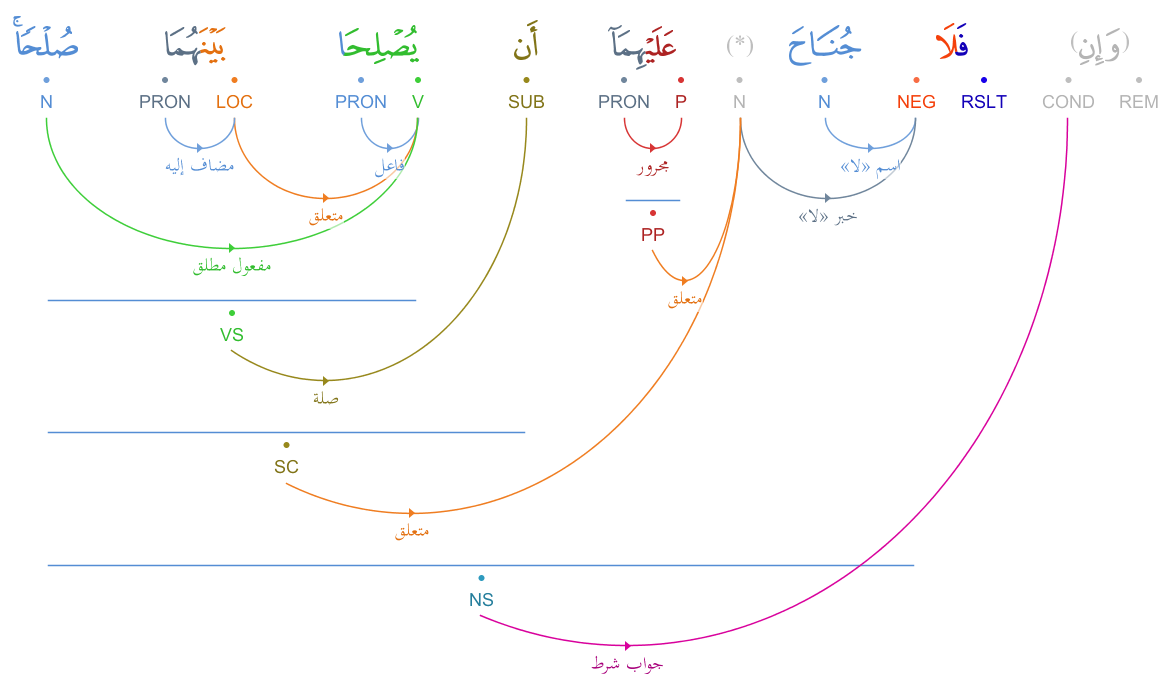 (وَإِنِ) فَلَا جُنَاحَ (*) عَلَيْهِمَآ أَن يُصْلِحَا بَيْنَهُمَا صُلْحًۭا ۚ
REM COND RSLT NEG N N P PRON SUB V PRON LOC PRON N
اسم «لا» مجرور فاعل مضاف إليه
خبر «لا» متعلق
PP
مفعول مطلق
متعلق
VS
صلة
SC
متعلق
NS
جواب شرط